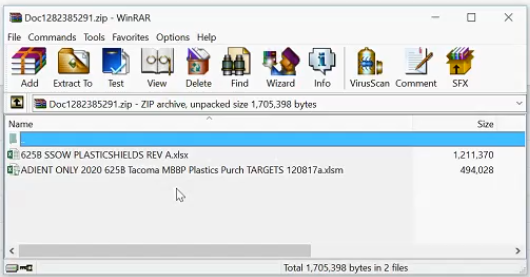 Doc1282385291.zip - WinRAR
File Commands Tools Favorites Options Help
Add Extract To Test View Delete Find Wizard Info VirusScan Comment SFX
Doc1282385291.zip - ZIP archive, unpacked size 1,705,398 bytes
Name Size
..
625B SSOW PLASTICSHIELDS REV A.xlsx 1,211,370
ADIENT ONLY 2020 625B Tacoma MBBP Plastics Purch TARGETS 120817a.xlsm 494,028
Total 1,705,398 bytes in 2 files